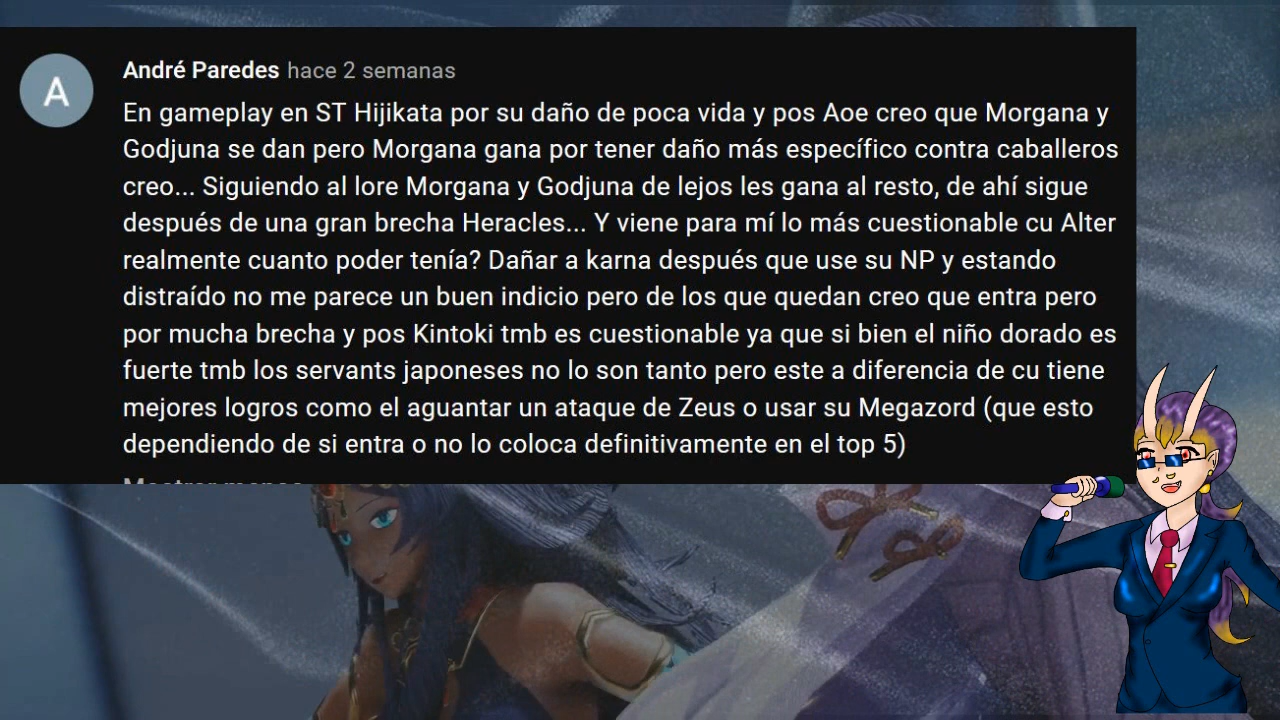 A
André Paredes hace 2 semanas
En gameplay en ST Hijikata por su daño de poca vida y pos Aoe creo que Morgana y
Godjuna se dan pero Morgana gana por tener daño más específico contra caballeros
creo... Siguiendo al lore Morgana y Godjuna de lejos les gana al resto, de ahí sigue
después de una gran brecha Heracles... Y viene para mí lo más cuestionable cu Alter
realmente cuanto poder tenía? Dañar a karna después que use su NP y estando
distraído no me parece un buen indicio pero de los que quedan creo que entra pero
por mucha brecha y pos Kintoki tmb es cuestionable ya que si bien el niño dorado es
fuerte tmb los servants japoneses no lo son tanto pero este a diferencia de cu tiene
mejores logros como el aguantar un ataque de Zeus o usar su Megazord (que esto
dependiendo de si entra o no lo coloca definitivamente en el top 5)